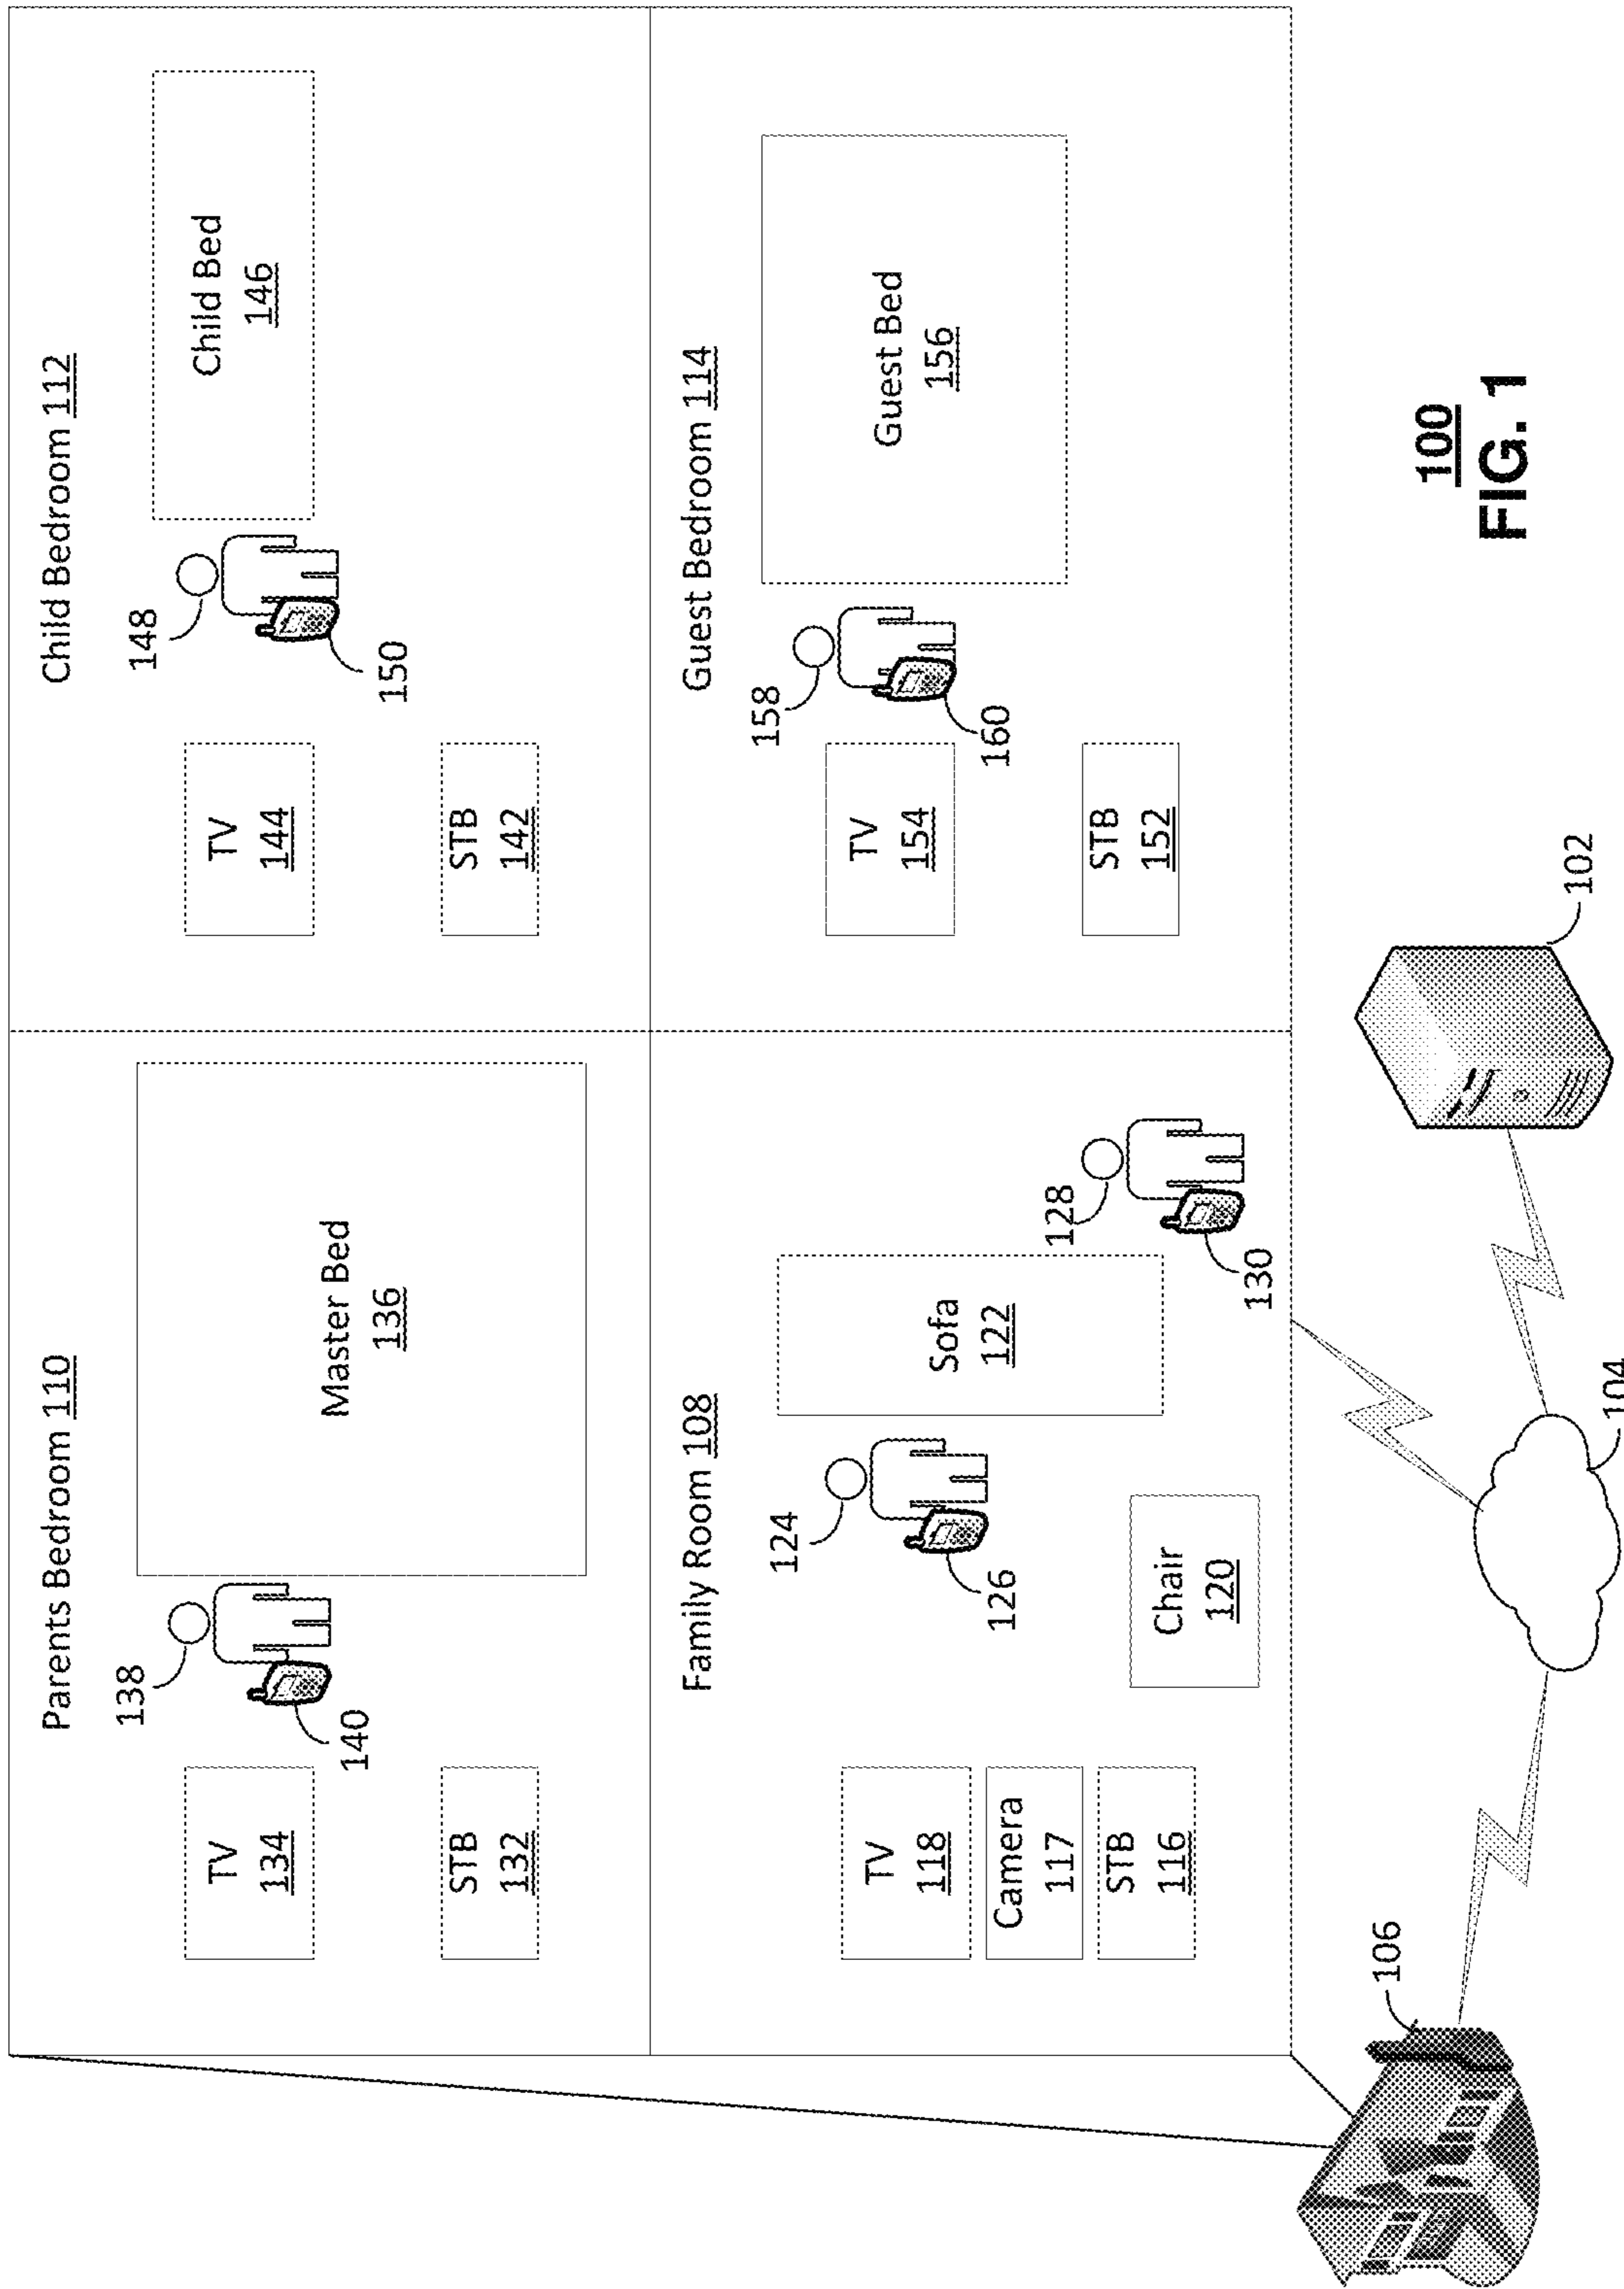 Parents Bedroom 110
138
140
TV
134
STB
132
Master Bed
136
Child Bedroom 112
148
150
TV
144
STB
142
Child Bed
146
Family Room 108
124
126
TV
118
Camera
117
STB
116
Chair
120
Sofa
122
128
130
Guest Bedroom 114
158
160
TV
154
STB
152
Guest Bed
156
106
104
102
100
FIG. 1